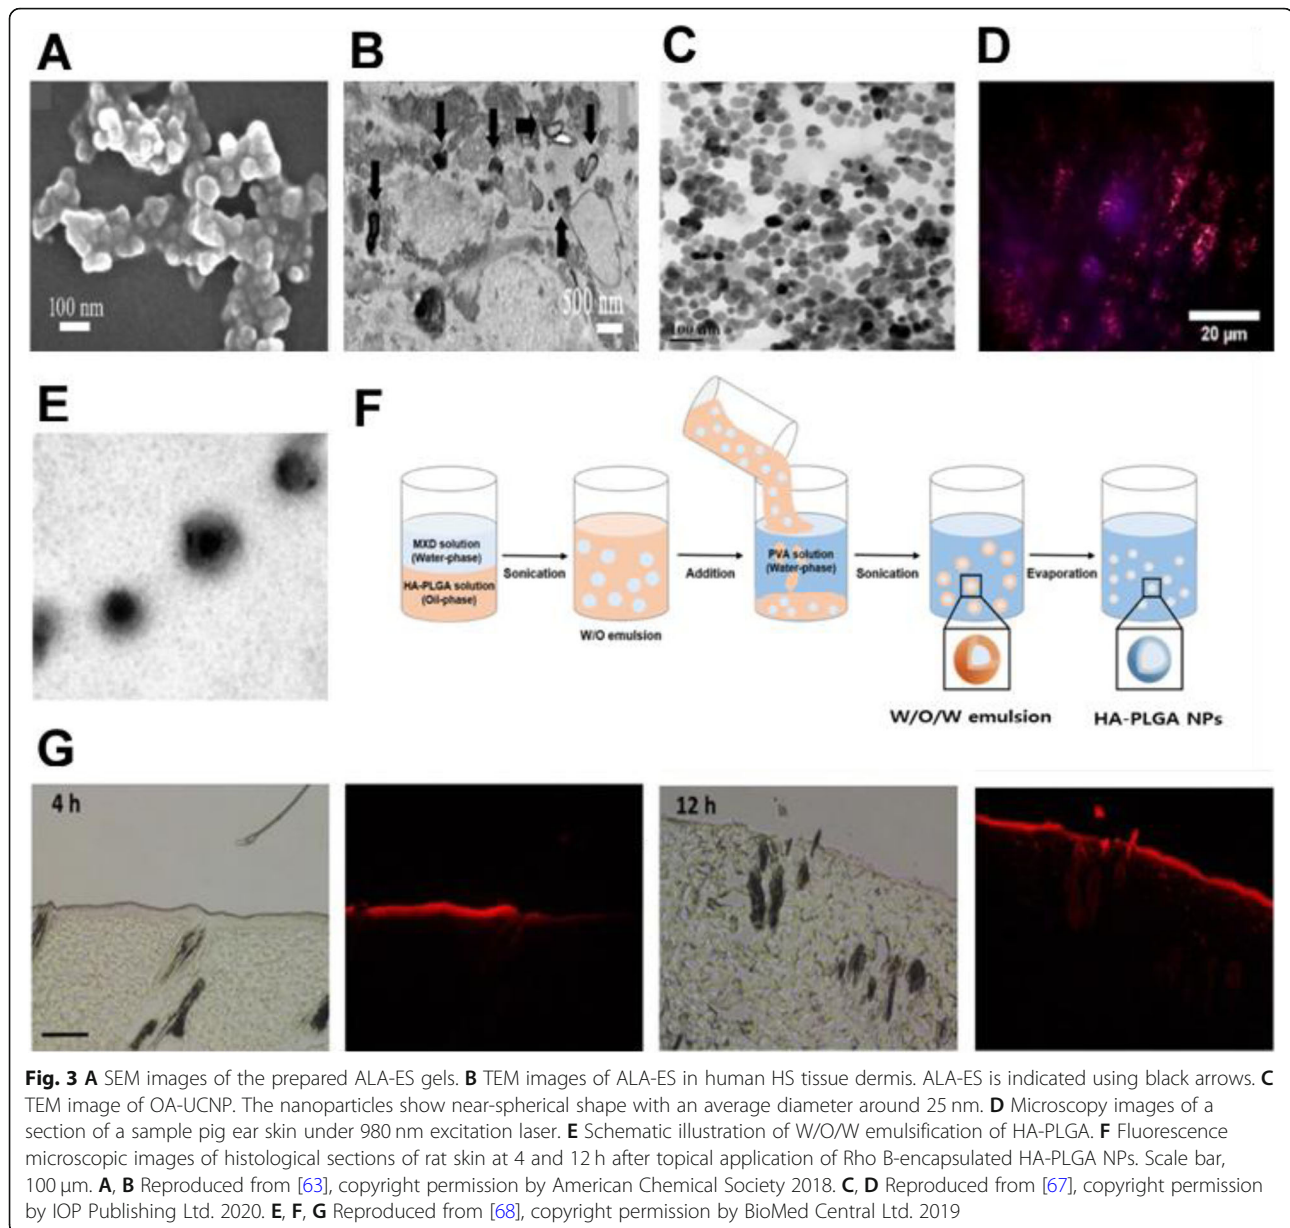 A
B
C
D
100 nm
500 nm
100 nm
20 µm
E
F
MXD solution
(Water-phase)
HA-PLGA solution
(Oil-phase)
Sonication
W/O emulsion
Addition
PVA solution
(Water-phase)
Sonication
W/O/W emulsion
Evaporation
HA-PLGA NPs
G
4 h
12 h
Fig. 3 A SEM images of the prepared ALA-ES gels. B TEM images of ALA-ES in human HS tissue dermis. ALA-ES is indicated using black arrows. C
TEM image of OA-UCNP. The nanoparticles show near-spherical shape with an average diameter around 25 nm. D Microscopy images of a
section of a sample pig ear skin under 980 nm excitation laser. E Schematic illustration of W/O/W emulsification of HA-PLGA. F Fluorescence
microscopic images of histological sections of rat skin at 4 and 12 h after topical application of Rho B-encapsulated HA-PLGA NPs. Scale bar,
100 µm. A, B Reproduced from [63], copyright permission by American Chemical Society 2018. C, D Reproduced from [67], copyright permission
by IOP Publishing Ltd. 2020. E, F, G Reproduced from [68], copyright permission by BioMed Central Ltd. 2019